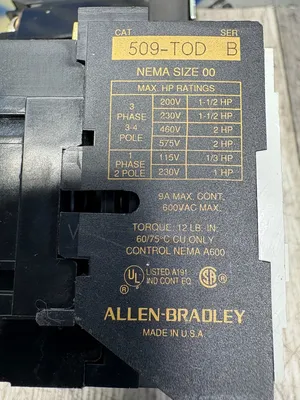 CAT SER
509-TOD B
NEMA SIZE 00
MAX. HP RATINGS
3 PHASE 3-4 POLE
200V 1-1/2 HP
230V 1-1/2 HP
460V 2 HP
575V 2 HP
1 PHASE 2 POLE
115V 1/3 HP
230V 1 HP
9A MAX. CONT.
600VAC MAX.
TORQUE: 12 LB. IN.
60/75°C CU ONLY
CONTROL NEMA A600
UL LISTED A191 IND CONT EQ. SA
ALLEN-BRADLEY
MADE IN U.S.A